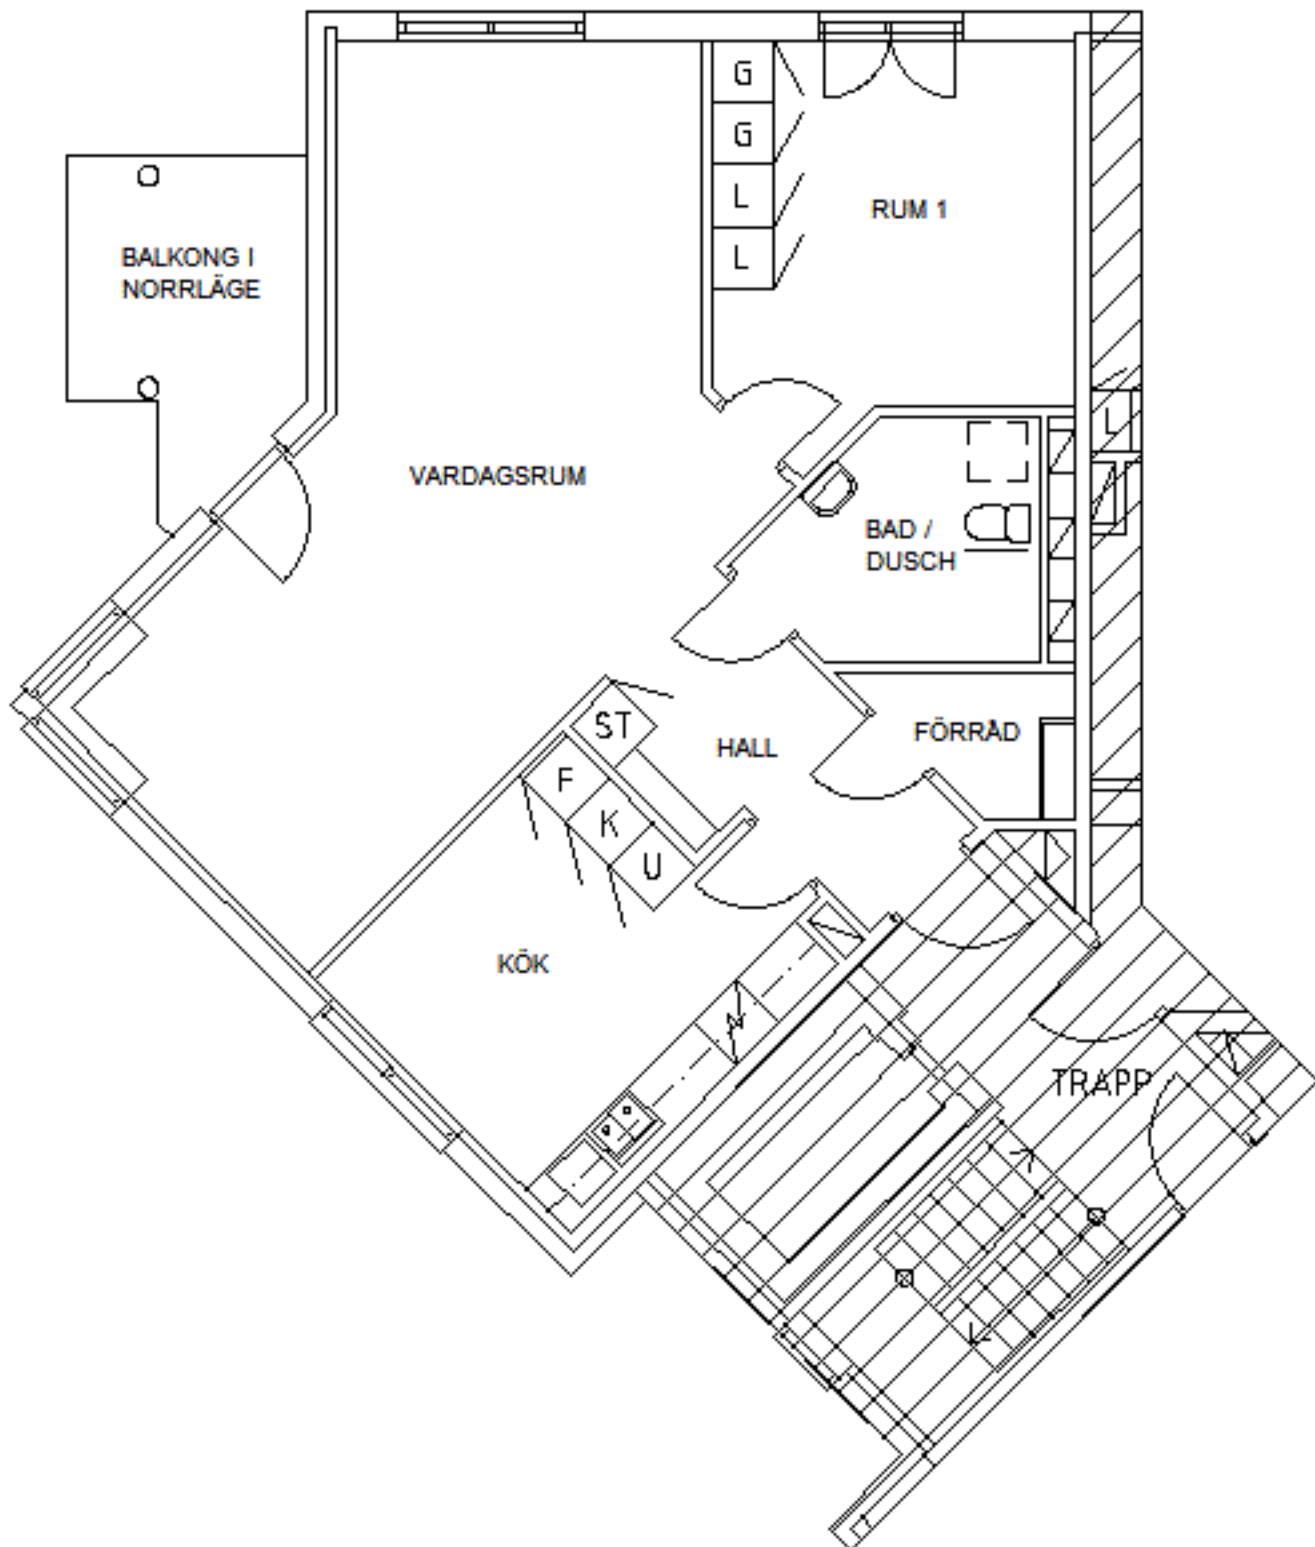 G
G
L
L
RUM 1
BALKONG I
NORRLÄGE
L
VARDAGSRUM
BAD /
DUSCH
ST
HALL
FÖRRÅD
F
K
U
KÖK
TRAPP